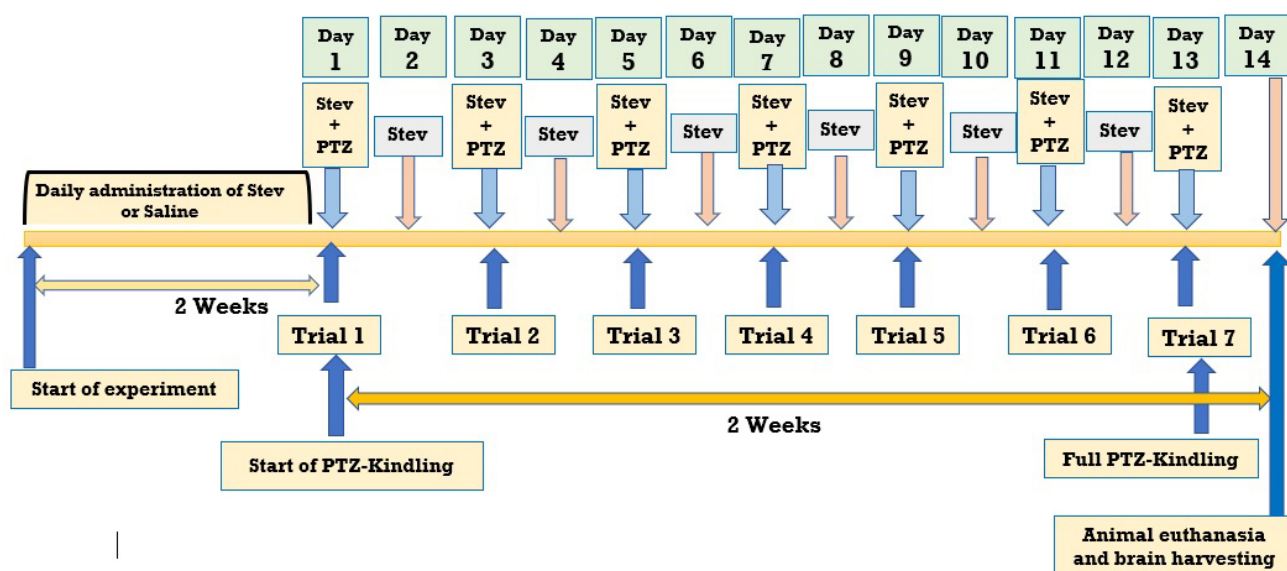 Day 1
Day 2
Day 3
Day 4
Day 5
Day 6
Day 7
Day 8
Day 9
Day 10
Day 11
Day 12
Day 13
Day 14
Stev + PTZ
Stev
Stev + PTZ
Stev
Stev + PTZ
Stev
Stev + PTZ
Stev
Stev + PTZ
Stev
Stev + PTZ
Stev
Stev + PTZ
Daily administration of Stev
or Saline
2 Weeks
Trial 1
Trial 2
Trial 3
Trial 4
Trial 5
Trial 6
Trial 7
Start of experiment
2 Weeks
Start of PTZ-Kindling
Full PTZ-Kindling
Animal euthanasia
and brain harvesting